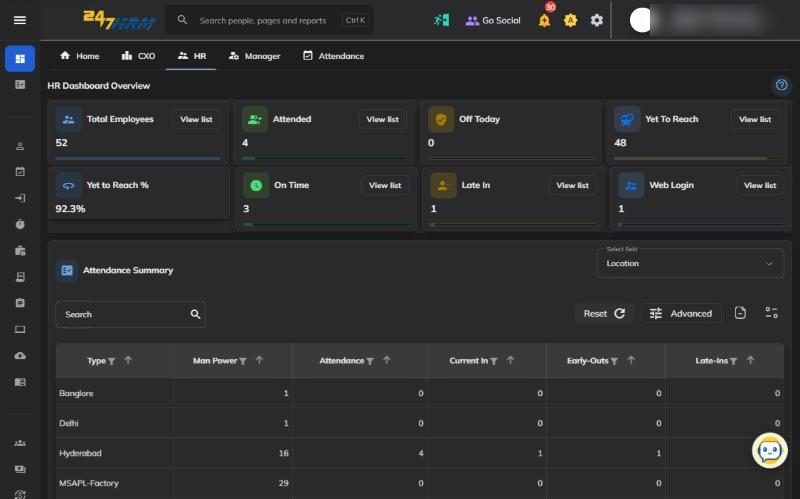 247HRM
Search people, pages and reports Ctrl K
Go Social
30
A
Home CXO HR Manager Attendance
HR Dashboard Overview
Total Employees View list
52
Attended View list
4
Off Today
0
Yet To Reach View list
48
Yet to Reach %
92.3%
On Time View list
3
Late In View list
1
Web Login View list
1
Attendance Summary
Select field
Location
Search
Reset Advanced
Type Man Power Attendance Current In Early-Outs Late-Ins
Banglore 1 0 0 0 0
Delhi 1 0 0 0 0
Hyderabad 16 4 1 1
MSAPL-Factory 29 0 0 0 0